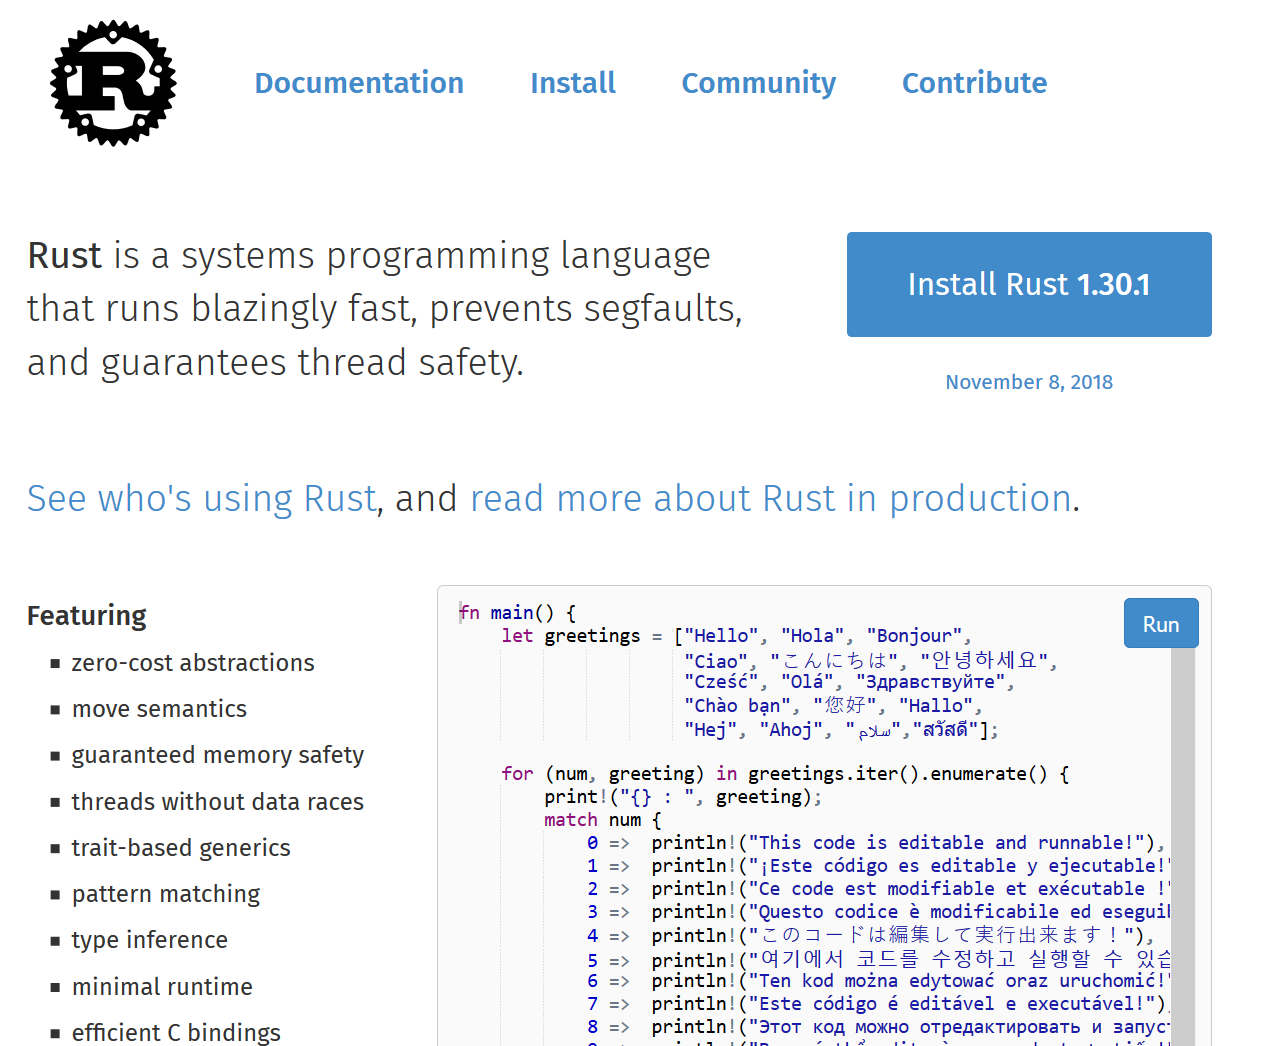 R
Documentation Install Community Contribute
Rust is a systems programming language
that runs blazingly fast, prevents segfaults,
and guarantees thread safety.
Install Rust 1.30.1
November 8, 2018
See who's using Rust, and read more about Rust in production.
Featuring
zero-cost abstractions
move semantics
guaranteed memory safety
threads without data races
trait-based generics
pattern matching
type inference
minimal runtime
efficient C bindings
Run
fn main() {
let greetings = ["Hello", "Hola", "Bonjour",
"Ciao", "こんにちは", "안녕하세요",
"Cześć", "Olá", "Здравствуйте",
"Chào bạn", "您好", "Hallo",
"Hej", "Ahoj", "سلام","สวัสดี"];
for (num, greeting) in greetings.iter().enumerate() {
print!("{} : ", greeting);
match num {
0 => println!("This code is editable and runnable!"),
1 => println!("¡Este código es editable y ejecutable!"
2 => println!("Ce code est modifiable et exécutable !"
3 => println!("Questo codice è modificabile ed eseguib
4 => println!("このコードは編集して実行出来ます！"),
5 => println!("여기에서 코드를 수정하고 실행할 수 있습
6 => println!("Ten kod można edytować oraz uruchomić!"
7 => println!("Este código é editável e executável!")
8 => println!("Этот код можно отредактировать и запуст